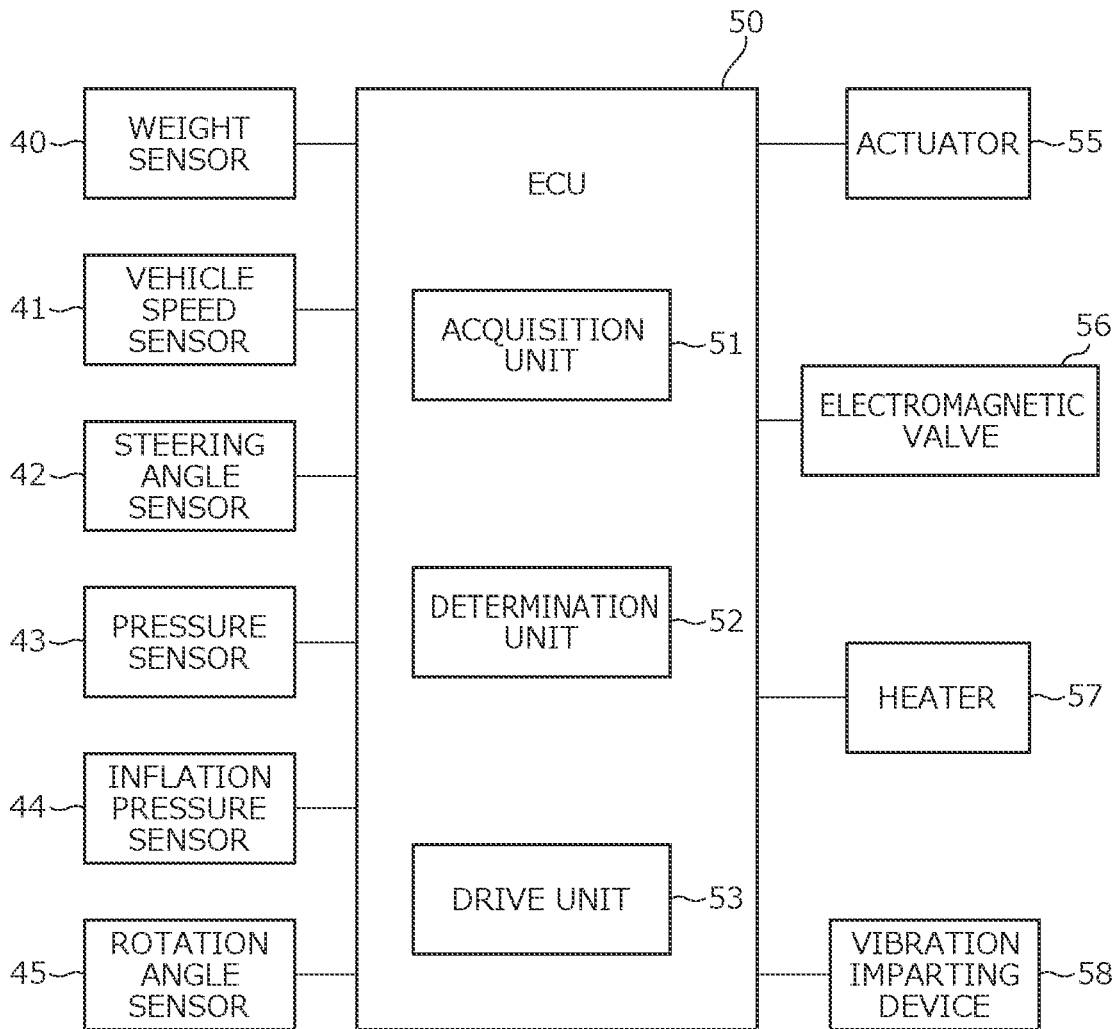 50
40
WEIGHT
SENSOR
ECU
ACTUATOR
55
41
VEHICLE
SPEED
SENSOR
ACQUISITION
UNIT
51
56
ELECTROMAGNETIC
VALVE
42
STEERING
ANGLE
SENSOR
43
PRESSURE
SENSOR
DETERMINATION
UNIT
52
HEATER
57
44
INFLATION
PRESSURE
SENSOR
DRIVE UNIT
53
45
ROTATION
ANGLE
SENSOR
VIBRATION
IMPARTING
DEVICE
58